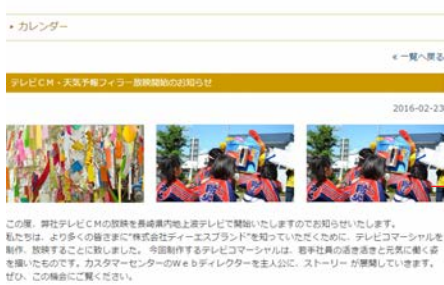 ・カレンダー
« 一覧へ戻る
テレビＣＭ・天気予報フィラー放映開始のお知らせ
2016-02-23
この度、弊社テレビＣＭの放映を長崎県内地上波テレビで開始いたしますのでお知らせいたします。
私たちは、より多くの皆さまに“株式会社ディーエスブランド”を知っていただくために、テレビコマーシャルを
制作、放映することに致しました。今回制作するテレビコマーシャルは、若手社員の活き活きと元気に働く姿
を描いたものです。カスタマーセンターのＷｅｂディレクターを主人公に、ストーリーが展開していきます。
ぜひ、この機会にご覧ください。